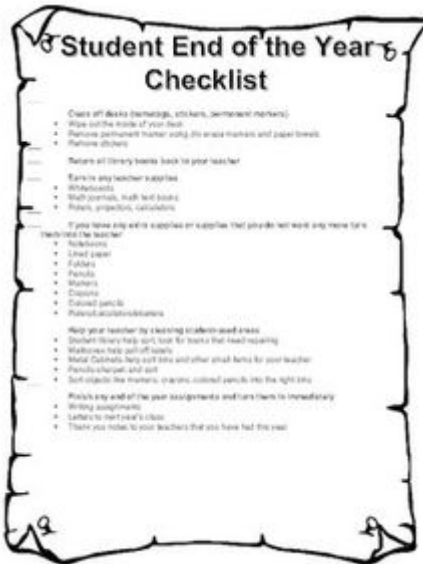 Student End of the Year
Checklist
Clean off desks (nametags, stickers, permanent markers)
Wipe out the inside of your desk
Remove permanent marker using dry erase markers and paper towels
Remove stickers
Return all library books back to your teacher
any teacher supplies
Whiteboards
Math journals, math text books
projectors, calculators
If you have any extra supplies or supplies that you do not want any more turn
them into the teacher
Notebooks
Lined paper
Folders
Pencils
Markers
Crayons
Colored pencils
Help your teacher by cleaning student-used areas
Student library help sort, look for books that need repairing
Mailboxes help pull off labels
Metal Cabinets help sort bins and other small items for your teacher
Pencils sharpen and sort
Sort objects like markers, crayons, colored pencils into the right bins
Finish any end of the year assignments and turn them in immediately
Writing assignments
Letters to next year's class
Thank you notes to your teachers that you have had this year